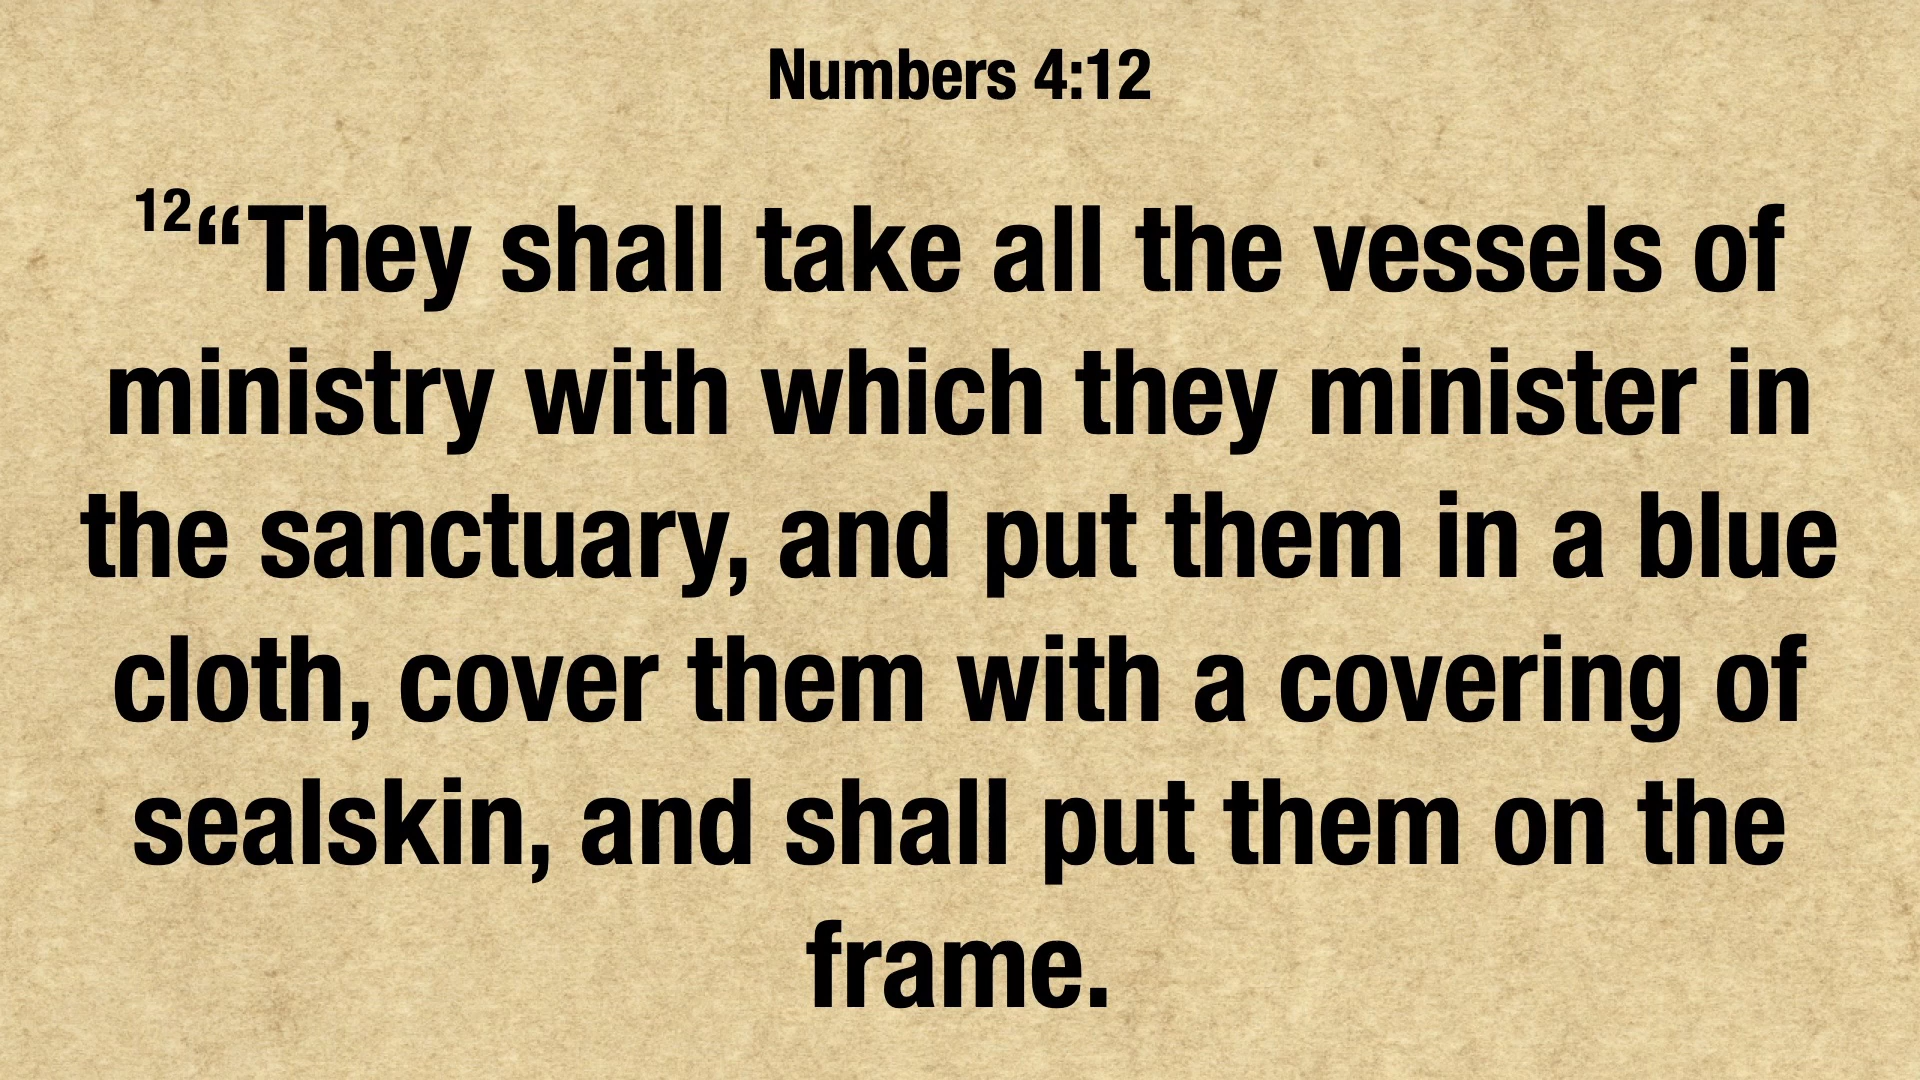 Numbers 4:12
12“They shall take all the vessels of
ministry with which they minister in
the sanctuary, and put them in a blue
cloth, cover them with a covering of
sealskin, and shall put them on the
frame.